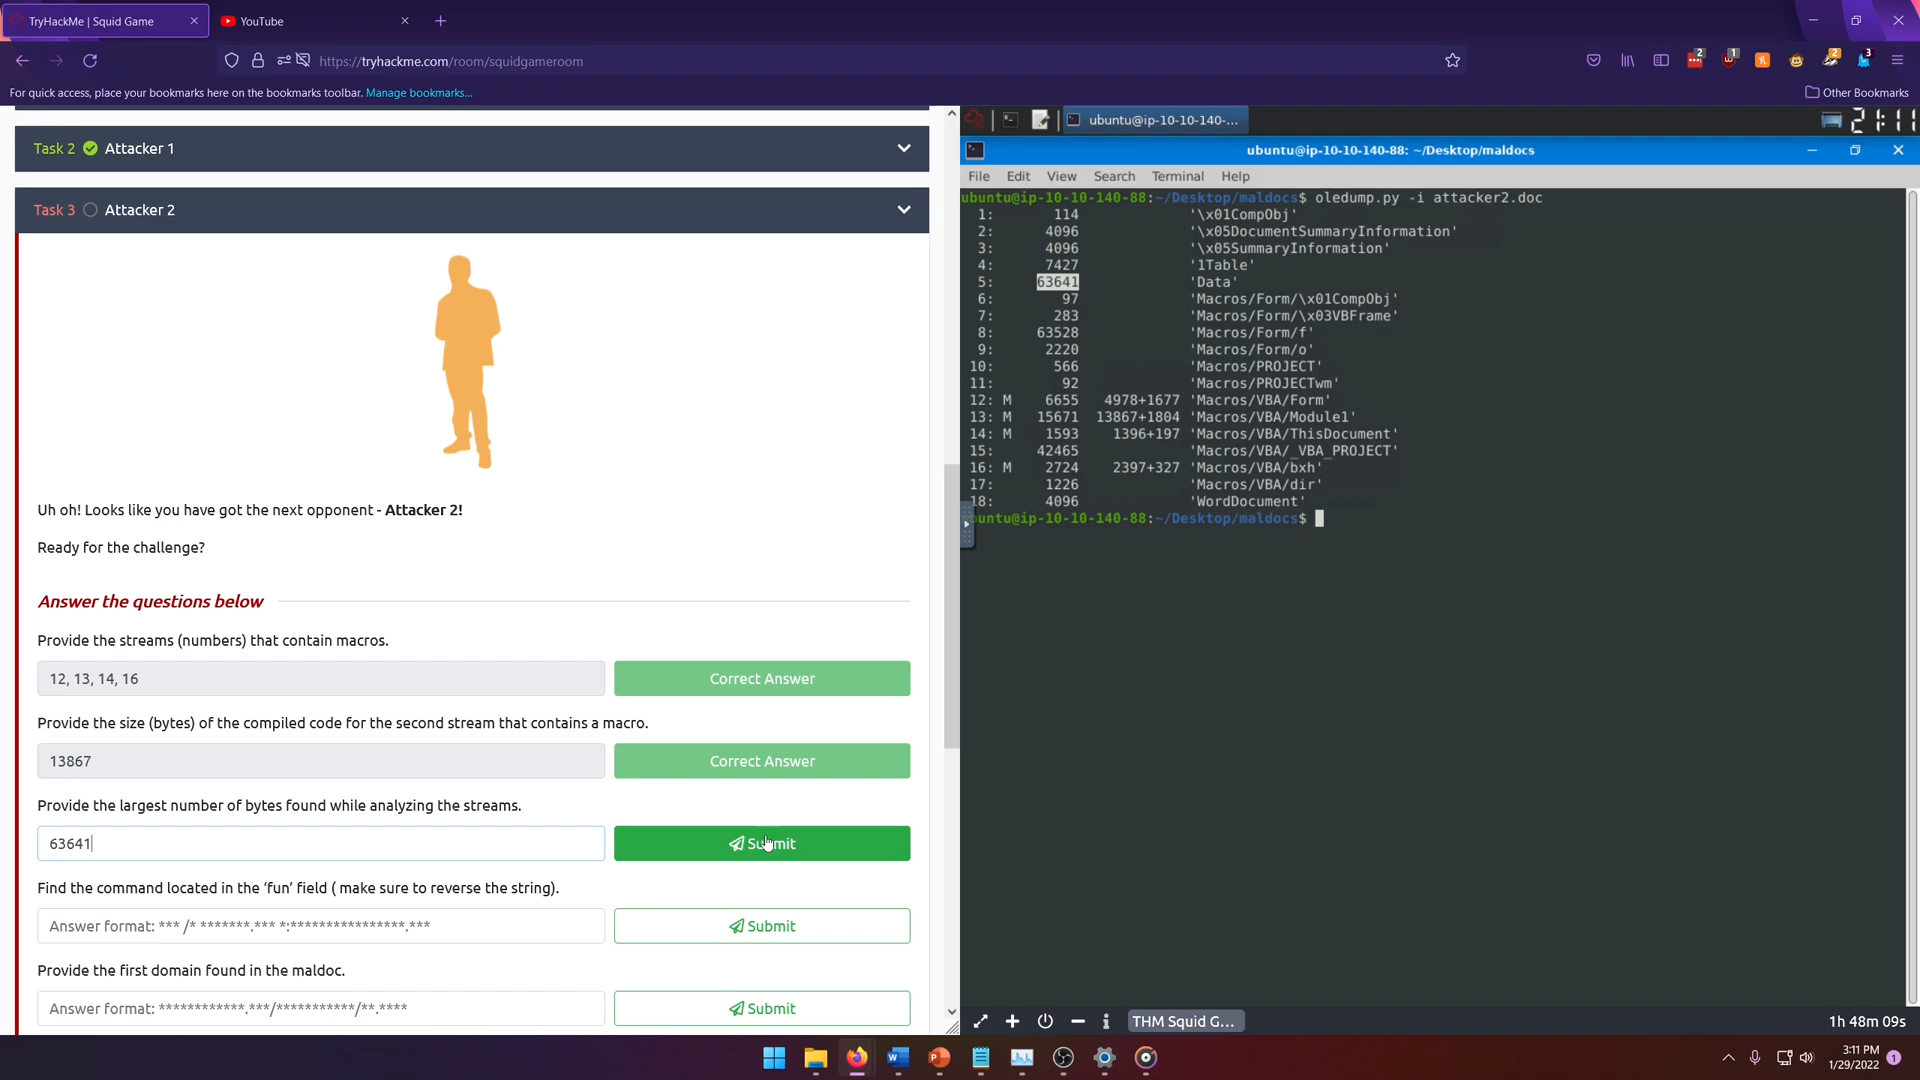 TryHackMe | Squid Game
YouTube
https://tryhackme.com/room/squidgameroom
2
1
2
3
For quick access, place your bookmarks here on the bookmarks toolbar. Manage bookmarks...
Other Bookmarks
Task 2 Attacker 1
Task 3 Attacker 2
Uh oh! Looks like you have got the next opponent - Attacker 2!
Ready for the challenge?
Answer the questions below
Provide the streams (numbers) that contain macros.
12, 13, 14, 16
Correct Answer
Provide the size (bytes) of the compiled code for the second stream that contains a macro.
13867
Correct Answer
Provide the largest number of bytes found while analyzing the streams.
63641
Submit
Find the command located in the ‘fun’ field ( make sure to reverse the string).
Answer format: *** /* *******.*** *:****************.***
Submit
Provide the first domain found in the maldoc.
Answer format: ************.***/***********/**.****
Submit
ubuntu@ip-10-10-140-...
21:11
ubuntu@ip-10-10-140-88: ~/Desktop/maldocs
File Edit View Search Terminal Help
ubuntu@ip-10-10-140-88:~/Desktop/maldocs$ oledump.py -i attacker2.doc
1: 114 '\x01CompObj'
2: 4096 '\x05DocumentSummaryInformation'
3: 4096 '\x05SummaryInformation'
4: 7427 '1Table'
5: 63641 'Data'
6: 97 'Macros/Form/\x01CompObj'
7: 283 'Macros/Form/\x03VBFrame'
8: 63528 'Macros/Form/f'
9: 2220 'Macros/Form/o'
10: 566 'Macros/PROJECT'
11: 92 'Macros/PROJECTwm'
12: M 6655 4978+1677 'Macros/VBA/Form'
13: M 15671 13867+1804 'Macros/VBA/Module1'
14: M 1593 1396+197 'Macros/VBA/ThisDocument'
15: 42465 'Macros/VBA/_VBA_PROJECT'
16: M 2724 2397+327 'Macros/VBA/bxh'
17: 1226 'Macros/VBA/dir'
18: 4096 'WordDocument'
ubuntu@ip-10-10-140-88:~/Desktop/maldocs$
THM Squid G...
1h 48m 09s
3:11 PM
1/29/2022
1